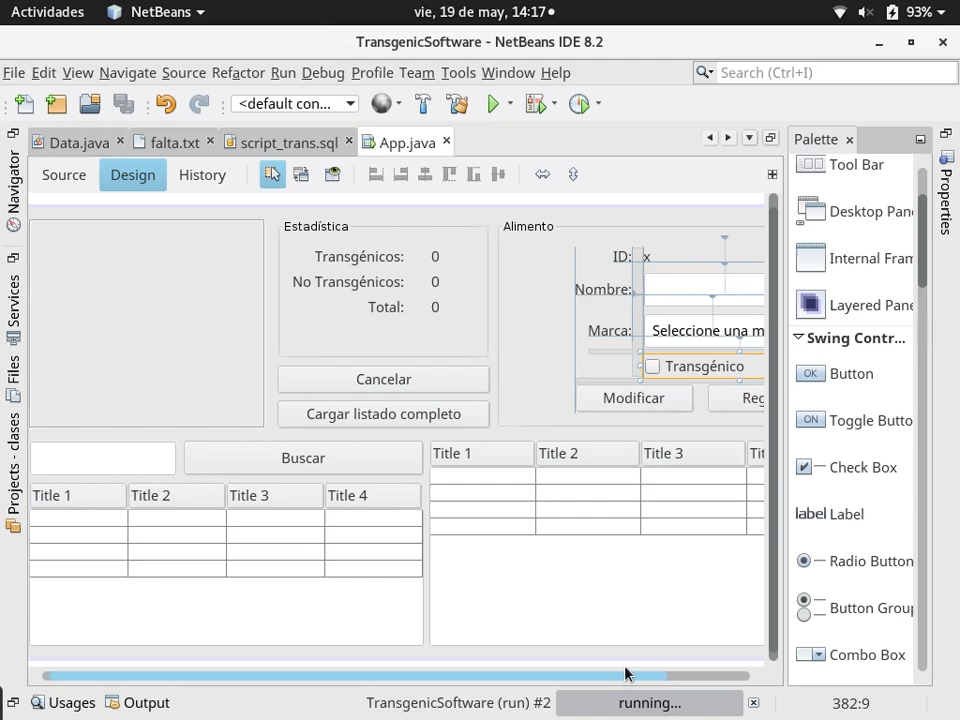 Actividades NetBeans vie, 19 de may, 14:17 93%
TransgenicSoftware - NetBeans IDE 8.2
File Edit View Navigate Source Refactor Run Debug Profile Team Tools Window Help Search (Ctrl+I)
<default con...
Data.java falta.txt script_trans.sql App.java Palette
Source Design History
Navigator
Services
Files
Projects - clases
Properties
Estadística
Transgénicos: 0
No Transgénicos: 0
Total: 0
Cancelar
Cargar listado completo
Alimento
ID: x
Nombre:
Marca: Seleccione una m
Transgénico
Modificar Reg
Buscar
Title 1 Title 2 Title 3 Title 4
Title 1 Title 2 Title 3 Tit
Tool Bar
Desktop Pane
Internal Fram
Layered Pane
Swing Contr...
OK Button
ON Toggle Butto
Check Box
label Label
Radio Button
Button Group
Combo Box
Usages Output TransgenicSoftware (run) #2 running... 382:9